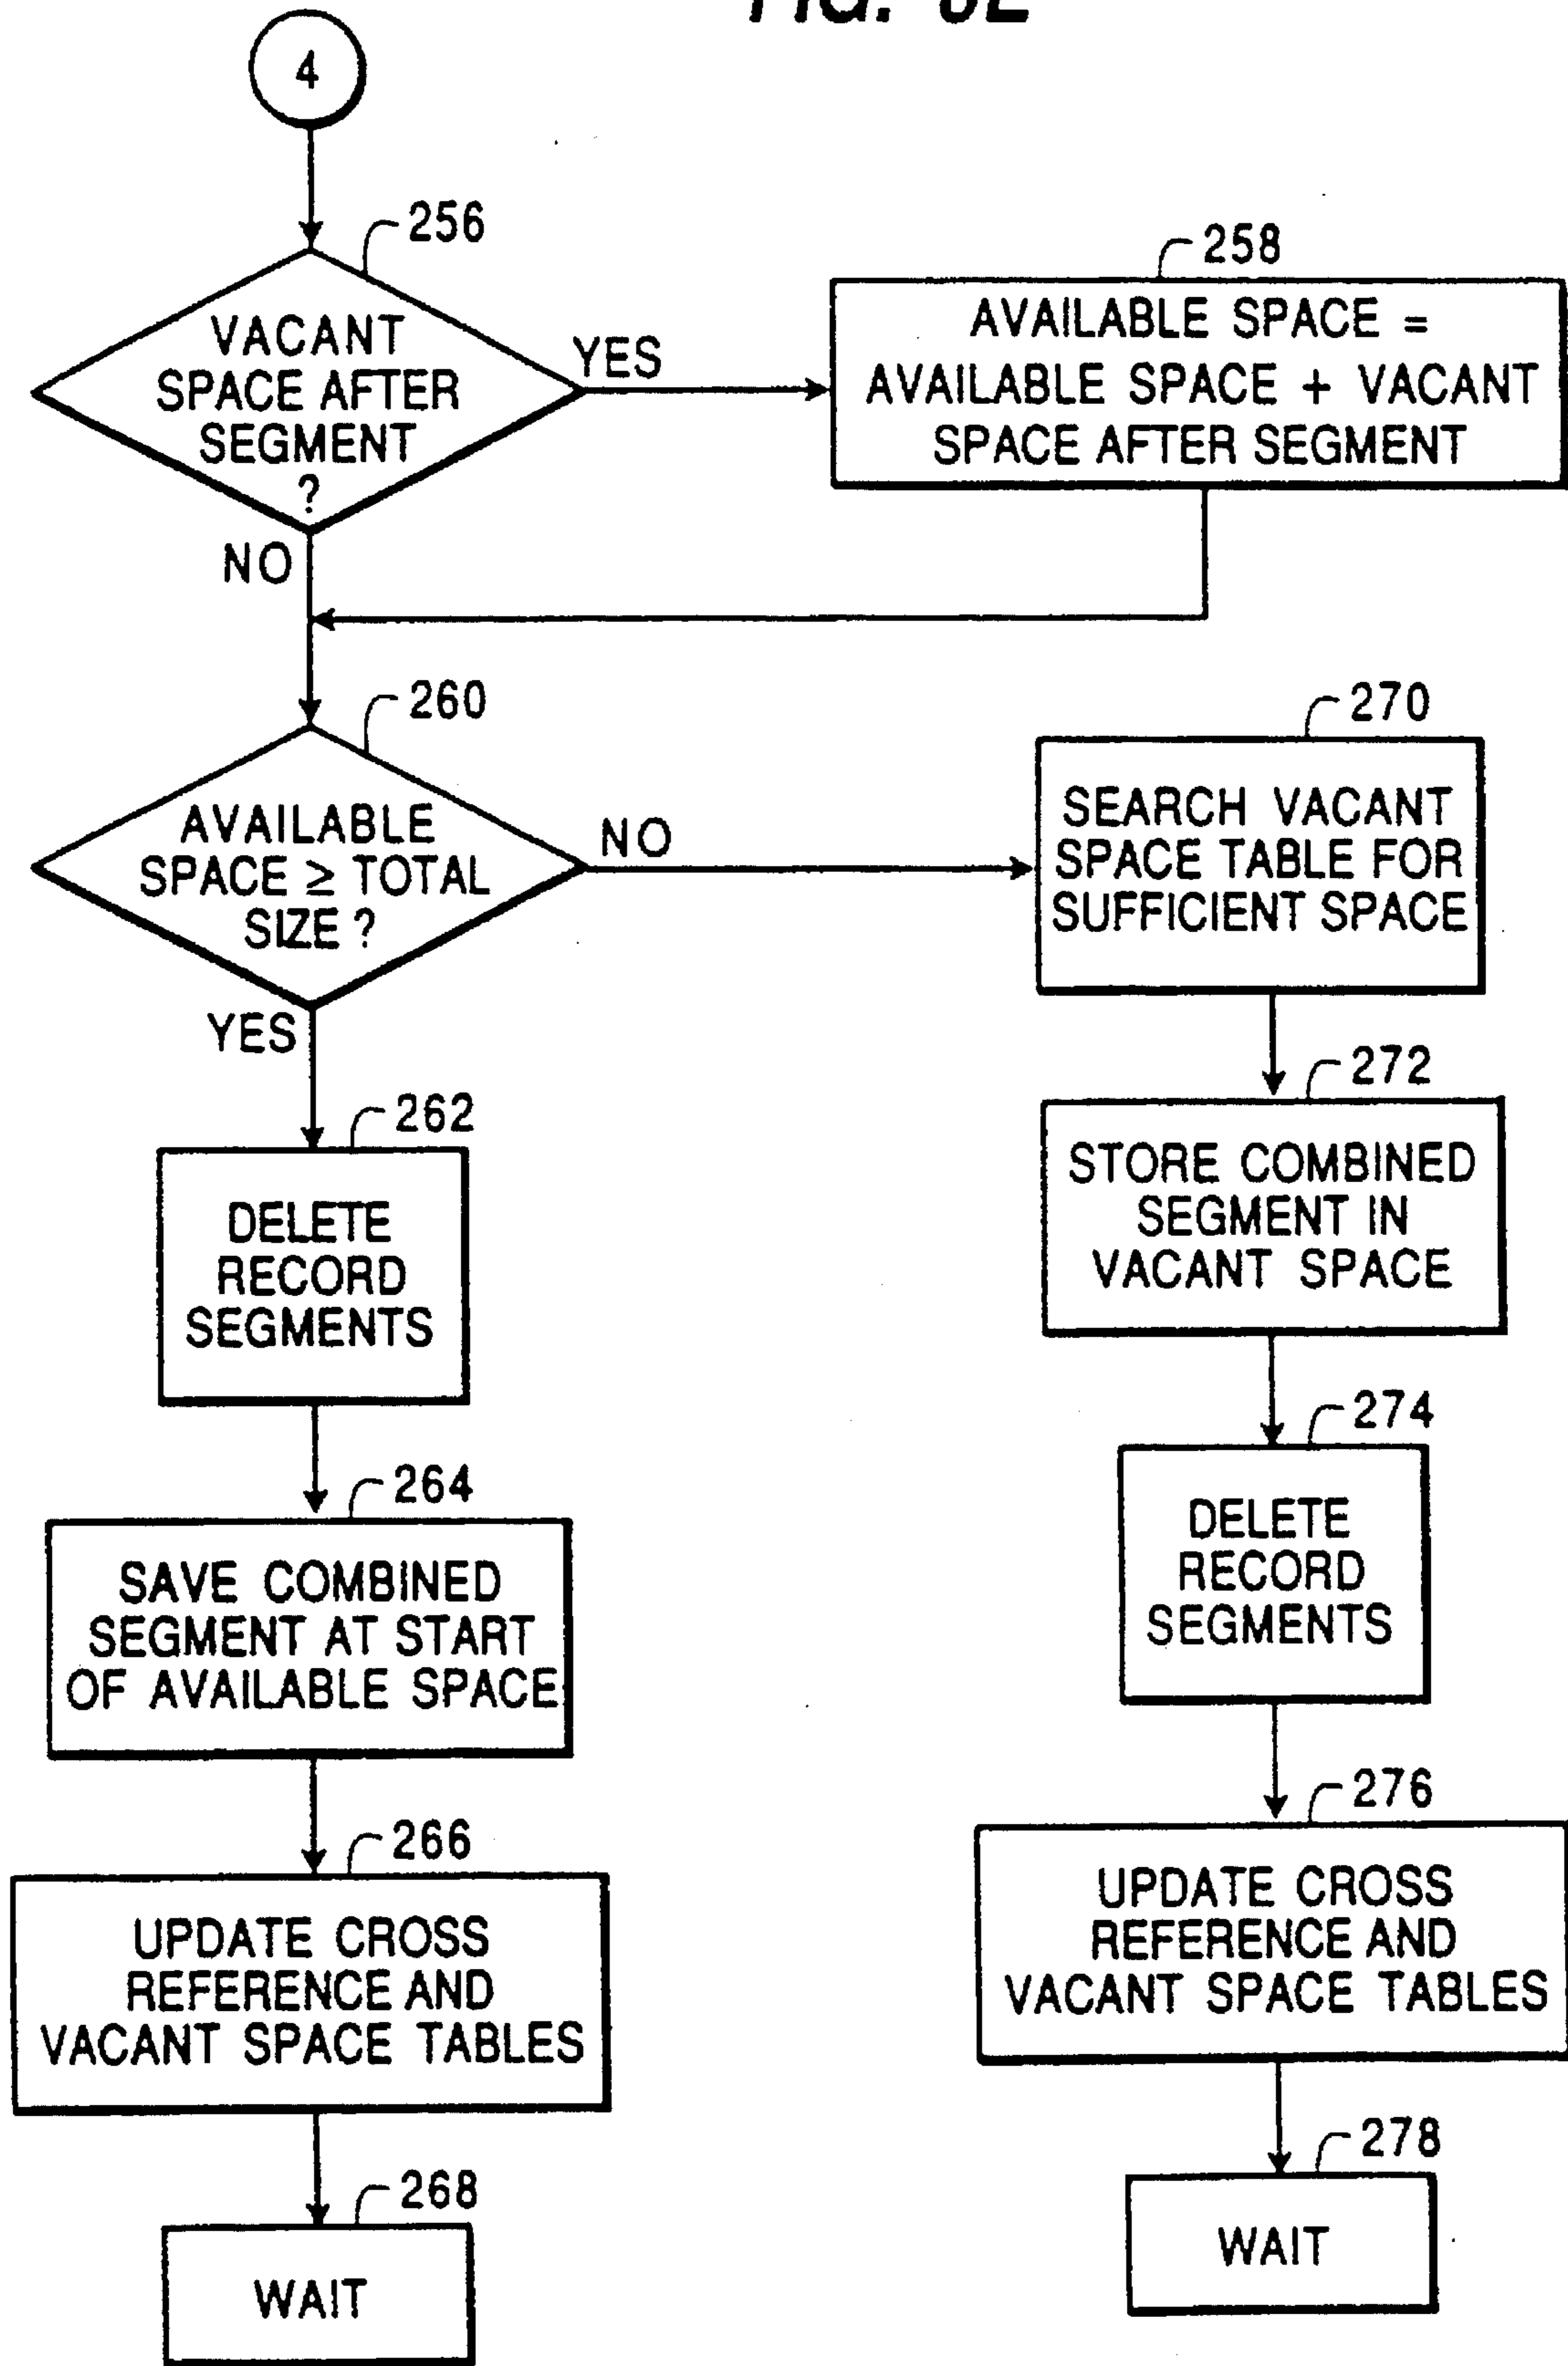 4
256
VACANT
SPACE AFTER
SEGMENT
?
YES
258
AVAILABLE SPACE =
AVAILABLE SPACE + VACANT
SPACE AFTER SEGMENT
NO
260
AVAILABLE
SPACE ≥ TOTAL
SIZE ?
NO
270
SEARCH VACANT
SPACE TABLE FOR
SUFFICIENT SPACE
YES
262
DELETE
RECORD
SEGMENTS
272
STORE COMBINED
SEGMENT IN
VACANT SPACE
264
SAVE COMBINED
SEGMENT AT START
OF AVAILABLE SPACE
274
DELETE
RECORD
SEGMENTS
266
UPDATE CROSS
REFERENCE AND
VACANT SPACE TABLES
276
UPDATE CROSS
REFERENCE AND
VACANT SPACE TABLES
268
WAIT
278
WAIT